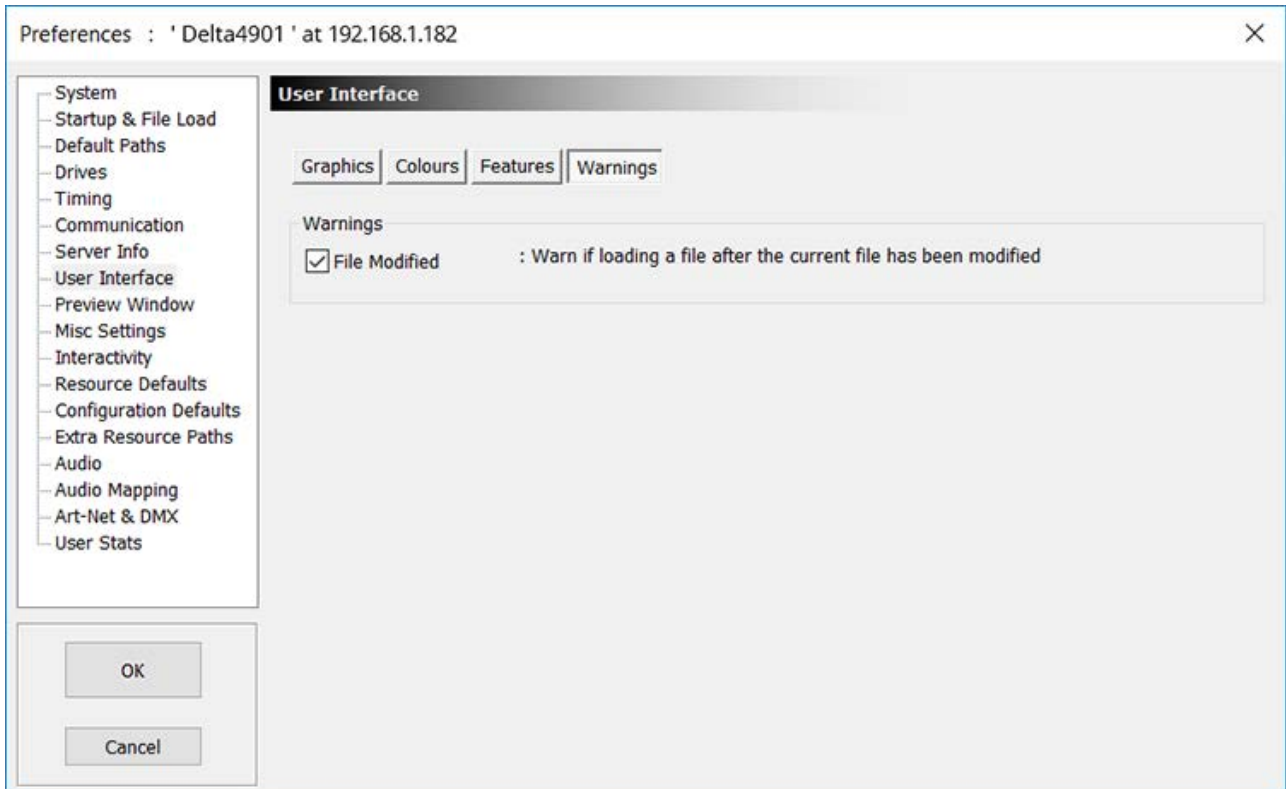 Preferences : ' Delta4901 ' at 192.168.1.182
System
Startup & File Load
Default Paths
Drives
Timing
Communication
Server Info
User Interface
Preview Window
Misc Settings
Interactivity
Resource Defaults
Configuration Defaults
Extra Resource Paths
Audio
Audio Mapping
Art-Net & DMX
User Stats
OK
Cancel
User Interface
Graphics Colours Features Warnings
Warnings
File Modified : Warn if loading a file after the current file has been modified